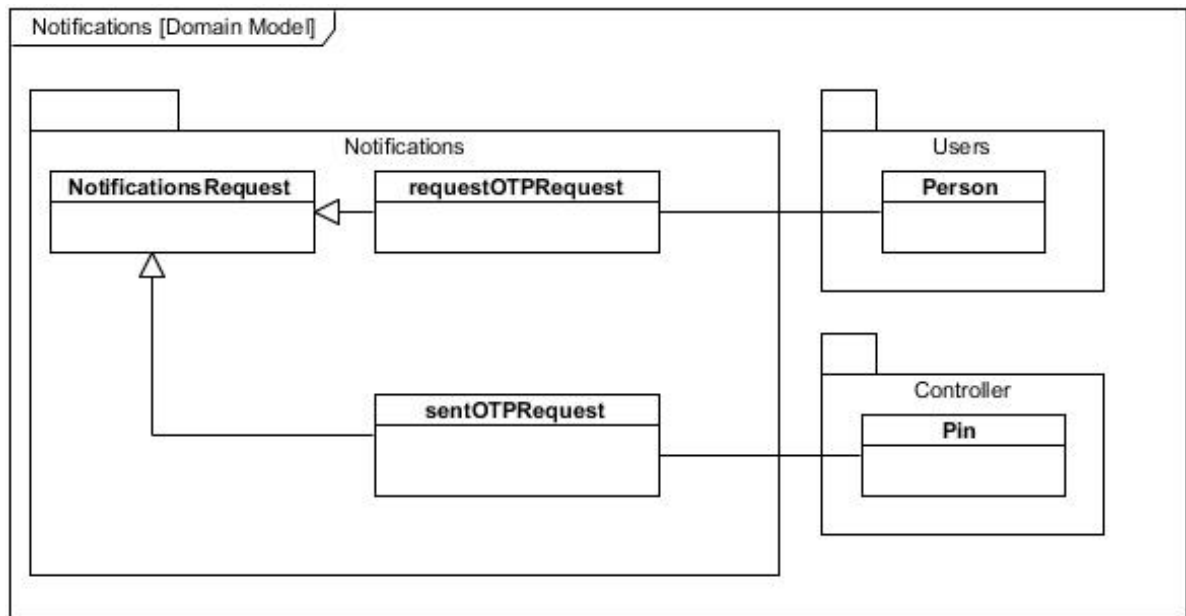 Notifications [Domain Model]
Notifications
NotificationsRequest
requestOTPRequest
sentOTPRequest
Users
Person
Controller
Pin